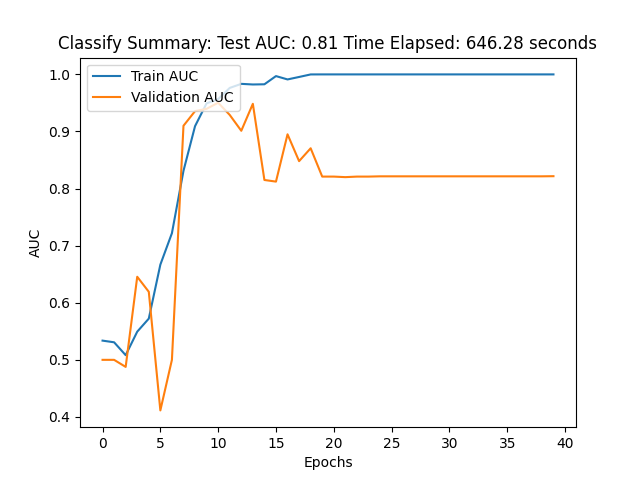 Classify Summary: Test AUC: 0.81 Time Elapsed: 646.28 seconds
Train AUC
Validation AUC
1.0
0.9
0.8
0.7
0.6
0.5
0.4
AUC
0 5 10 15 20 25 30 35 40
Epochs